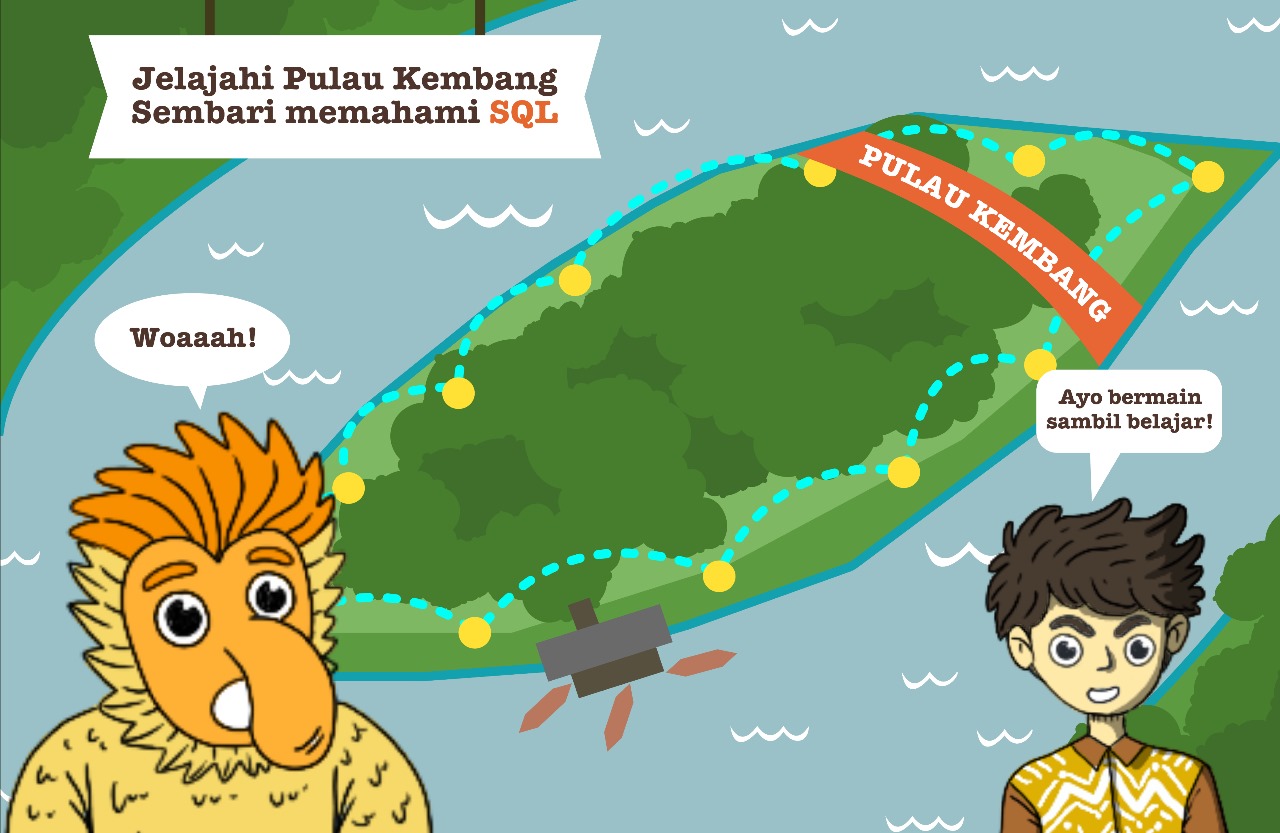 Jelajahi Pulau Kembang
Sembari memahami SQL
PULAU KEMBANG
Woaaah!
Ayo bermain
sambil belajar!